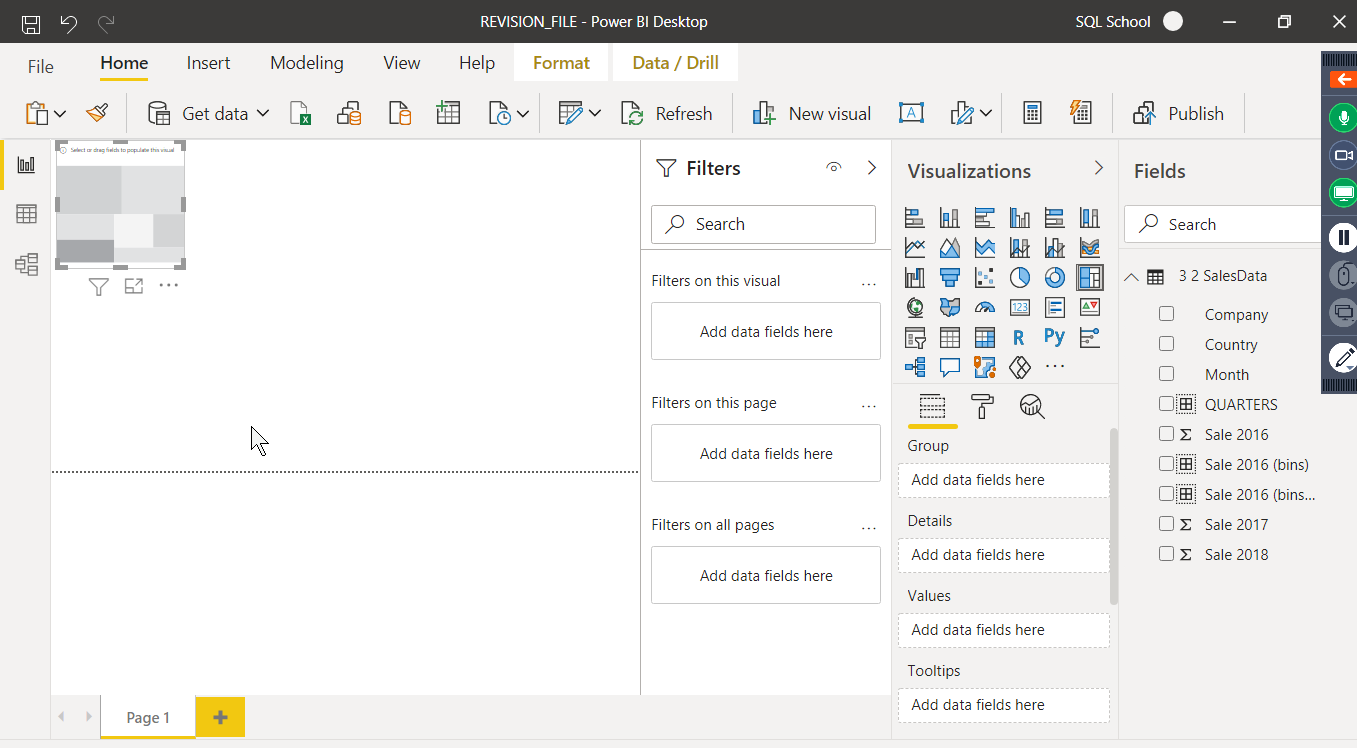 REVISION_FILE - Power BI Desktop
SQL School
File
Home
Insert
Modeling
View
Help
Format
Data / Drill
Get data
Refresh
New visual
Publish
Select or drag fields to populate this visual
Filters
Search
Filters on this visual
...
Add data fields here
Filters on this page
...
Add data fields here
Filters on all pages
...
Add data fields here
Visualizations
123
R
Py
...
Group
Add data fields here
Details
Add data fields here
Values
Add data fields here
Tooltips
Add data fields here
Fields
Search
3 2 SalesData
Company
Country
Month
QUARTERS
Σ Sale 2016
Sale 2016 (bins)
Sale 2016 (bins...
Σ Sale 2017
Σ Sale 2018
Page 1